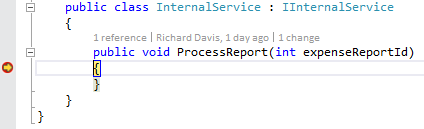 public class InternalService : IInternalService
{
1 reference | Richard Davis, 1 day ago | 1 change
public void ProcessReport(int expenseReportId)
{
}
}
}